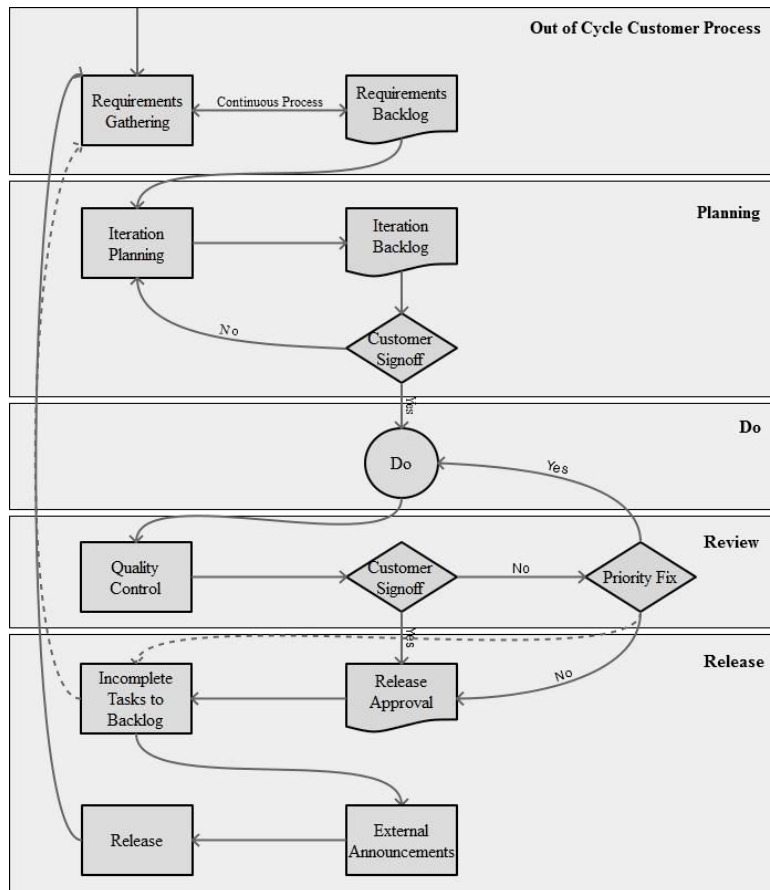 Out of Cycle Customer Process
Requirements
Gathering
Continuous Process
Requirements
Backlog
Planning
Iteration
Planning
Iteration
Backlog
No
Customer
Signoff
Yes
Do
Do
Yes
Review
Quality
Control
Customer
Signoff
No
Priority Fix
Yes
Release
Incomplete
Tasks to
Backlog
Release
Approval
No
Release
External
Announcements